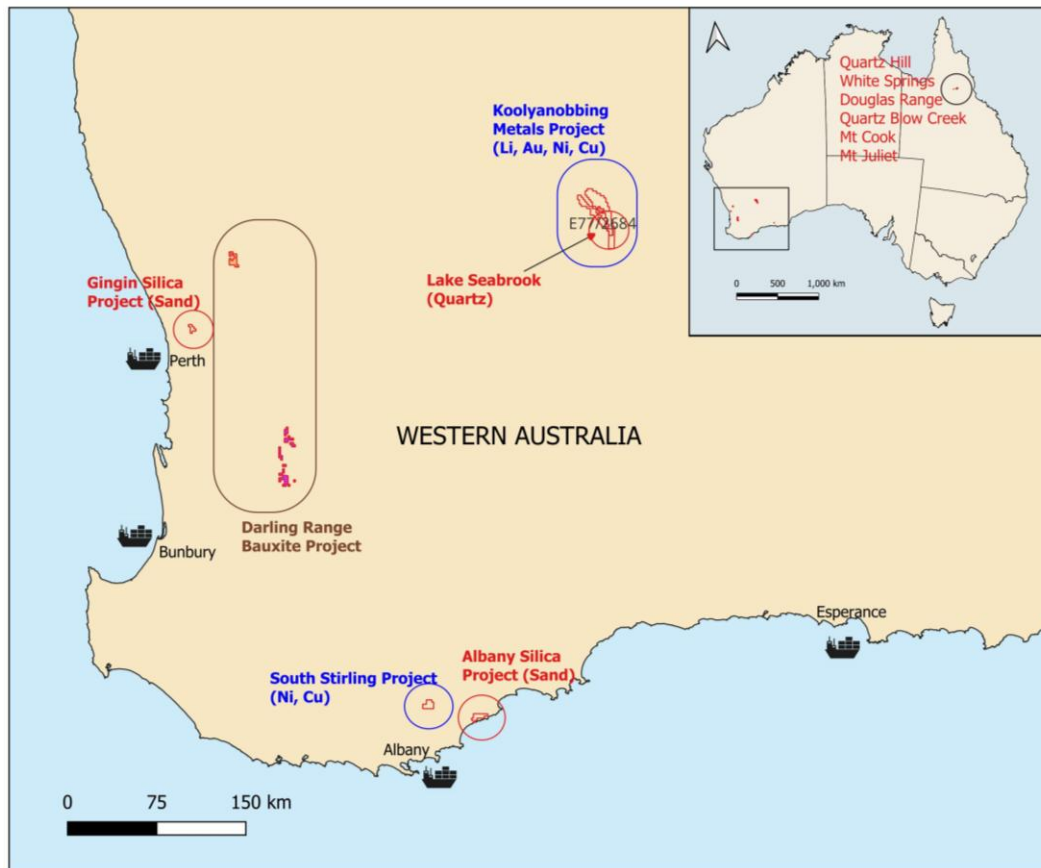 Koolyanobbing
Metals Project
(Li, Au, Ni, Cu)
E77/2684
Lake Seabrook
(Quartz)
Gingin Silica
Project (Sand)
Perth
WESTERN AUSTRALIA
Darling Range
Bauxite Project
Bunbury
Esperance
South Stirling Project
(Ni, Cu)
Albany Silica
Project (Sand)
Albany
0 75 150 km
Quartz Hill
White Springs
Douglas Range
Quartz Blow Creek
Mt Cook
Mt Juliet
0 500 1,000 km